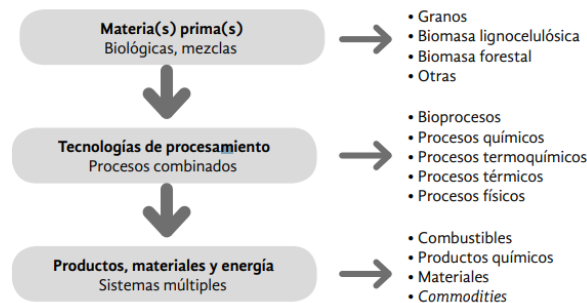 Materia(s) prima(s)
Biológicas, mezclas
• Granos
• Biomasa lignocelulósica
• Biomasa forestal
• Otras
Tecnologías de procesamiento
Procesos combinados
• Bioprocesos
• Procesos químicos
• Procesos termoquímicos
• Procesos térmicos
• Procesos físicos
Productos, materiales y energía
Sistemas múltiples
• Combustibles
• Productos químicos
• Materiales
• Commodities